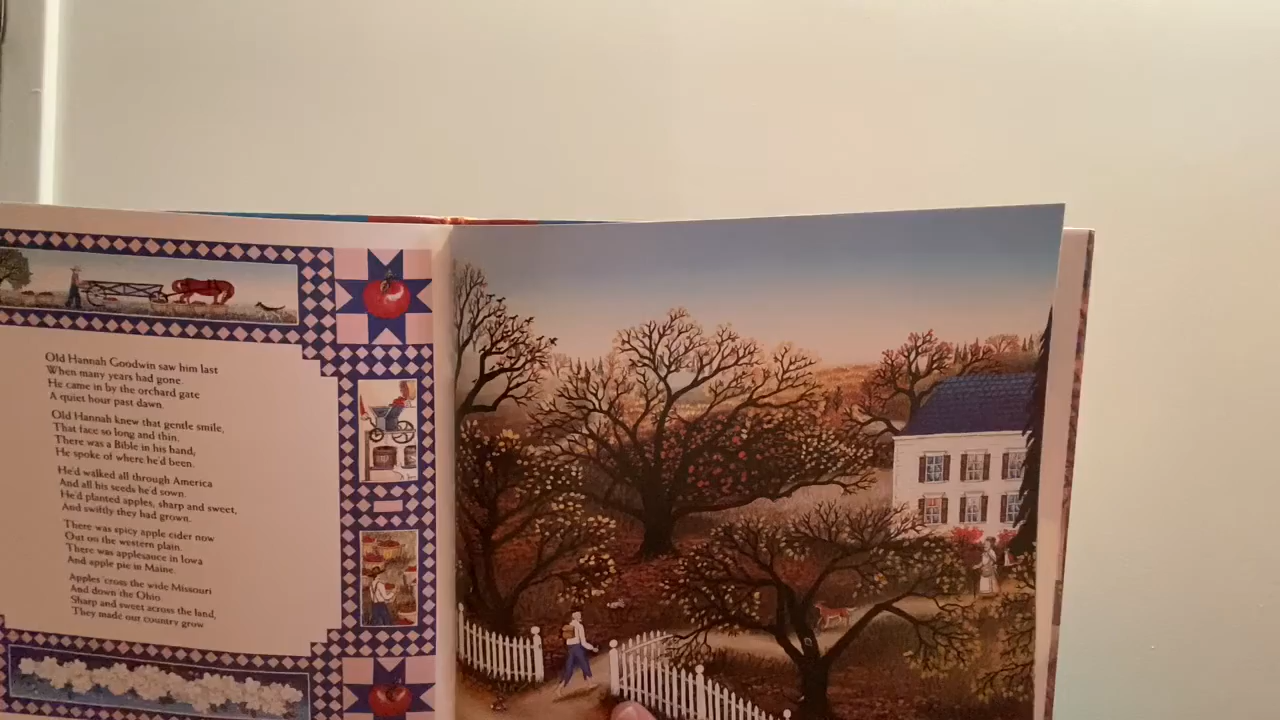 Old Hannah Goodwin saw him last
When many years had gone.
He came in by the orchard gate
A quiet hour past dawn.
Old Hannah knew that gentle smile,
That face so long and thin.
There was a Bible in his hand;
He spoke of where he'd been.
He'd walked all through America
And all his seeds he'd sown.
He'd planted apples, sharp and sweet,
And swiftly they had grown.
There was spicy apple cider now
Out on the western plain.
There was applesauce in Iowa
And apple pie in Maine.
Apples 'cross the wide Missouri
And down the Ohio.
Sharp and sweet across the land,
They made our country grow